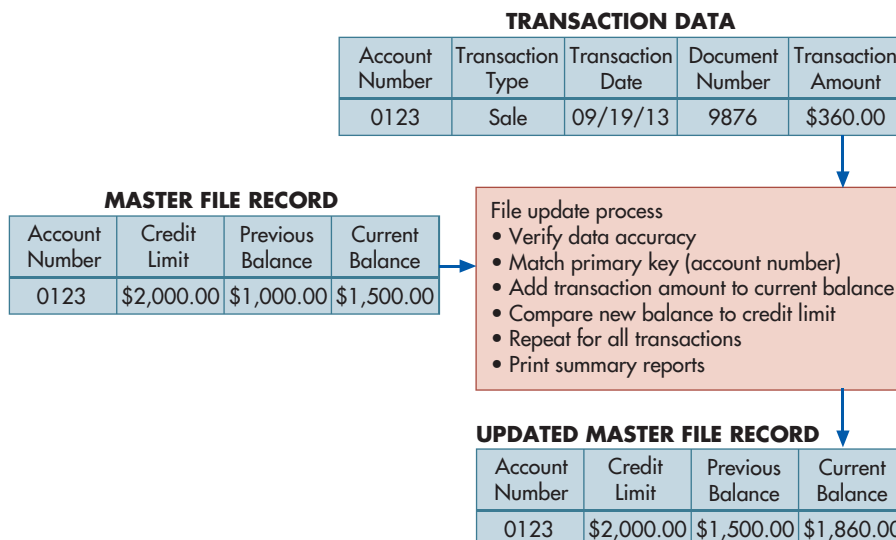 TRANSACTION DATA
Account Number Transaction Type Transaction Date Document Number Transaction Amount
0123 Sale 09/19/13 9876 $360.00
MASTER FILE RECORD
Account Number Credit Limit Previous Balance Current Balance
0123 $2,000.00 $1,000.00 $1,500.00
File update process
• Verify data accuracy
• Match primary key (account number)
• Add transaction amount to current balance
• Compare new balance to credit limit
• Repeat for all transactions
• Print summary reports
UPDATED MASTER FILE RECORD
Account Number Credit Limit Previous Balance Current Balance
0123 $2,000.00 $1,500.00 $1,860.00